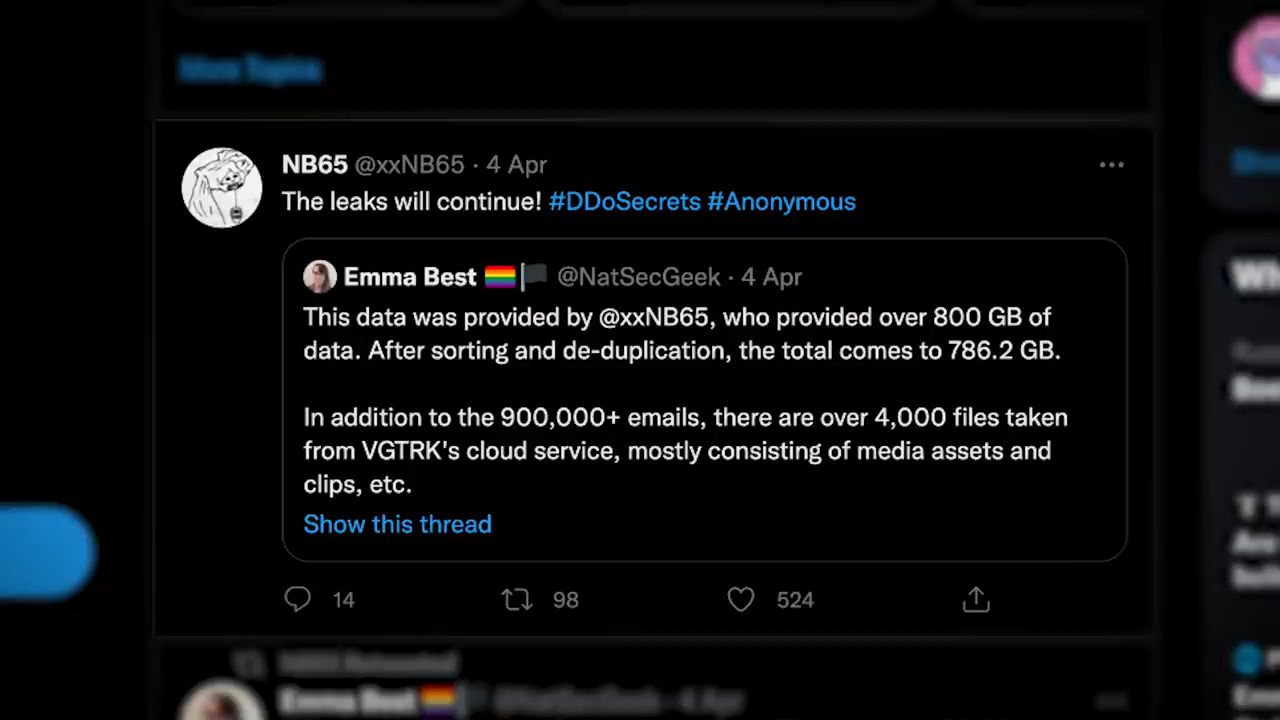 More Topics
NB65 @xxNB65 · 4 Apr
The leaks will continue! #DDoSecrets #Anonymous
Emma Best 🏳️‍🌈🏴 @NatSecGeek · 4 Apr
This data was provided by @xxNB65, who provided over 800 GB of
data. After sorting and de-duplication, the total comes to 786.2 GB.
In addition to the 900,000+ emails, there are over 4,000 files taken
from VGTRK's cloud service, mostly consisting of media assets and
clips, etc.
Show this thread
14 98 524
NB65 Retweeted
Emma Best 🏳️‍🌈🏴 @NatSecGeek · 4 Apr